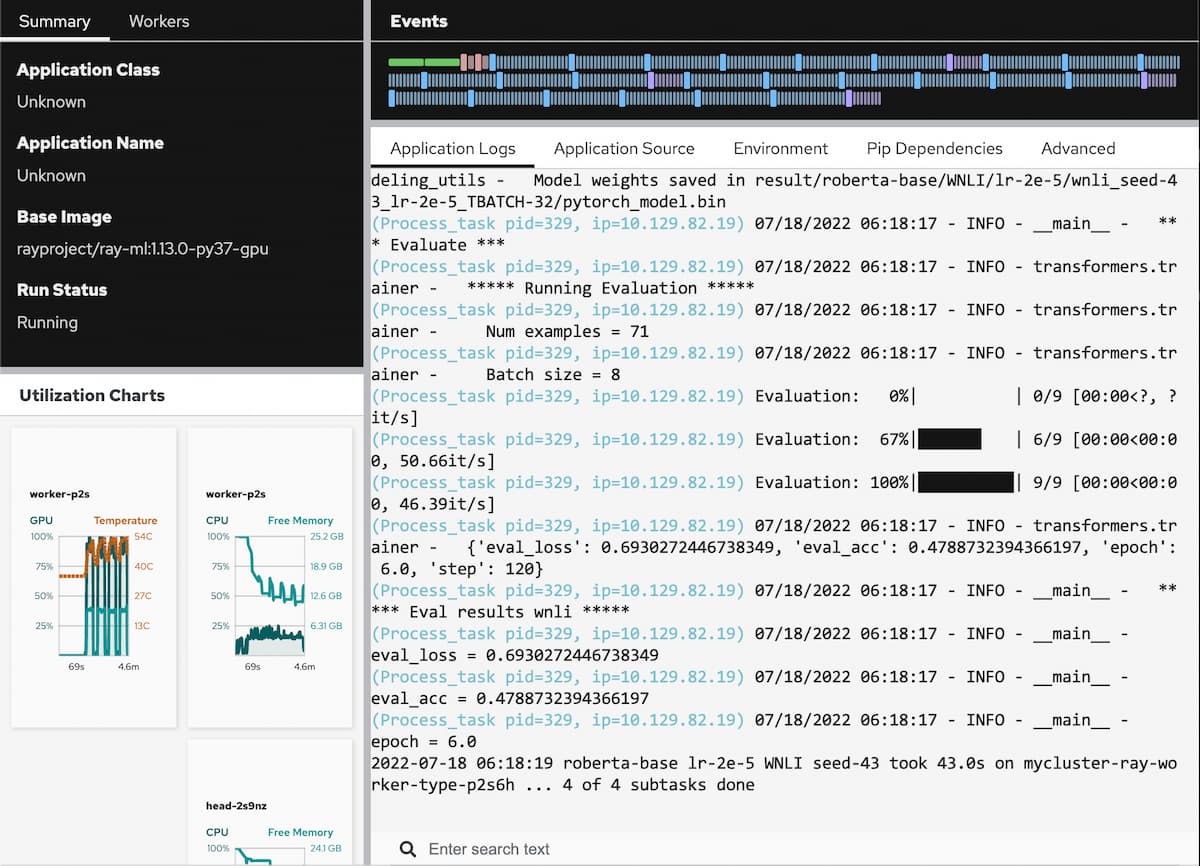 Summary
Workers
Application Class
Unknown
Application Name
Unknown
Base Image
rayproject/ray-ml:1.13.0-py37-gpu
Run Status
Running
Utilization Charts
worker-p2s
GPU Temperature
100% 54C
75% 40C
50% 27C
25% 13C
69s 4.6m
worker-p2s
CPU Free Memory
100% 25.2 GB
75% 18.9 GB
50% 12.6 GB
25% 6.31 GB
69s 4.6m
head-2s9nz
CPU Free Memory
100% 24.1 GB
Events
Application Logs
Application Source
Environment
Pip Dependencies
Advanced
deling_utils -   Model weights saved in result/roberta-base/WNLI/lr-2e-5/wnli_seed-4
3_lr-2e-5_TBATCH-32/pytorch_model.bin
(Process_task pid=329, ip=10.129.82.19) 07/18/2022 06:18:17 - INFO - __main__ -   **
* Evaluate ***
(Process_task pid=329, ip=10.129.82.19) 07/18/2022 06:18:17 - INFO - transformers.tr
ainer -   ***** Running Evaluation *****
(Process_task pid=329, ip=10.129.82.19) 07/18/2022 06:18:17 - INFO - transformers.tr
ainer -     Num examples = 71
(Process_task pid=329, ip=10.129.82.19) 07/18/2022 06:18:17 - INFO - transformers.tr
ainer -     Batch size = 8
(Process_task pid=329, ip=10.129.82.19) Evaluation:   0%|          | 0/9 [00:00<?, ?
it/s]
(Process_task pid=329, ip=10.129.82.19) Evaluation:  67%|██████    | 6/9 [00:00<00:0
0, 50.66it/s]
(Process_task pid=329, ip=10.129.82.19) Evaluation: 100%|██████████| 9/9 [00:00<00:0
0, 46.39it/s]
(Process_task pid=329, ip=10.129.82.19) 07/18/2022 06:18:17 - INFO - transformers.tr
ainer -   {'eval_loss': 0.6930272446738349, 'eval_acc': 0.4788732394366197, 'epoch':
 6.0, 'step': 120}
(Process_task pid=329, ip=10.129.82.19) 07/18/2022 06:18:17 - INFO - __main__ -   **
*** Eval results wnli *****
(Process_task pid=329, ip=10.129.82.19) 07/18/2022 06:18:17 - INFO - __main__ -
eval_loss = 0.6930272446738349
(Process_task pid=329, ip=10.129.82.19) 07/18/2022 06:18:17 - INFO - __main__ -
eval_acc = 0.4788732394366197
(Process_task pid=329, ip=10.129.82.19) 07/18/2022 06:18:17 - INFO - __main__ -
epoch = 6.0
2022-07-18 06:18:19 roberta-base lr-2e-5 WNLI seed-43 took 43.0s on mycluster-ray-wo
rker-type-p2s6h ... 4 of 4 subtasks done
Enter search text